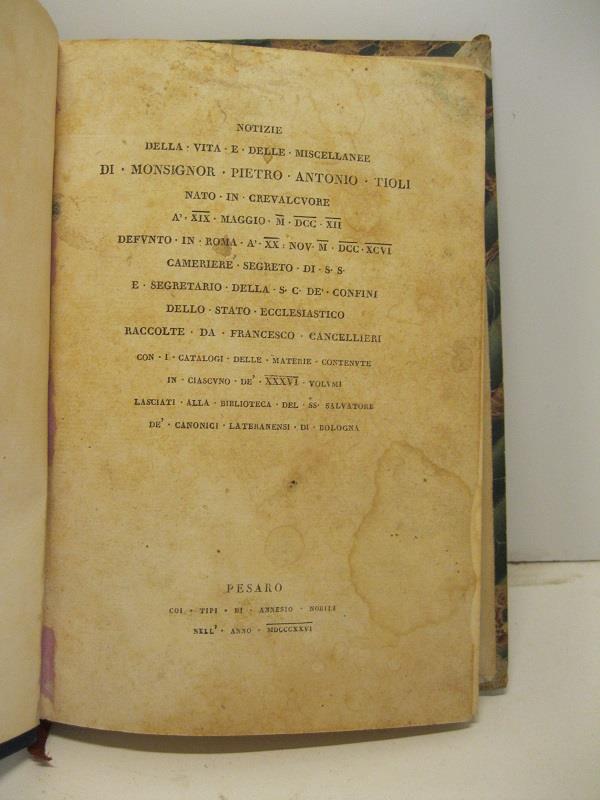 NOTIZIE
DELLA · VITA · E · DELLE · MISCELLANEE
DI · MONSIGNOR · PIETRO · ANTONIO · TIOLI
NATO · IN · CREVALCVORE
A'· XIX · MAGGIO · M · DCC · XII
DEFVNTO · IN · ROMA · A'· XX : NOV· M · DCC · XCVI
CAMERIERE · SEGRETO · DI · S· S·
E · SEGRETARIO · DELLA · S· C· DE'· CONFINI
DELLO · STATO · ECCLESIASTICO
RACCOLTE · DA · FRANCESCO · CANCELLIERI
CON · I · CATALOGI · DELLE · MATERIE · CONTENVTE
IN · CIASCVNO · DE' · XXXVI · VOLVMI
LASCIATI · ALLA · BIBLIOTECA · DEL · SS· SALVATORE
DE' · CANONICI · LATERANENSI · DI · BOLOGNA
PESARO
COI · TIPI · DI · ANNESIO · NOBILI
NELL' · ANNO · MDCCCXXVI